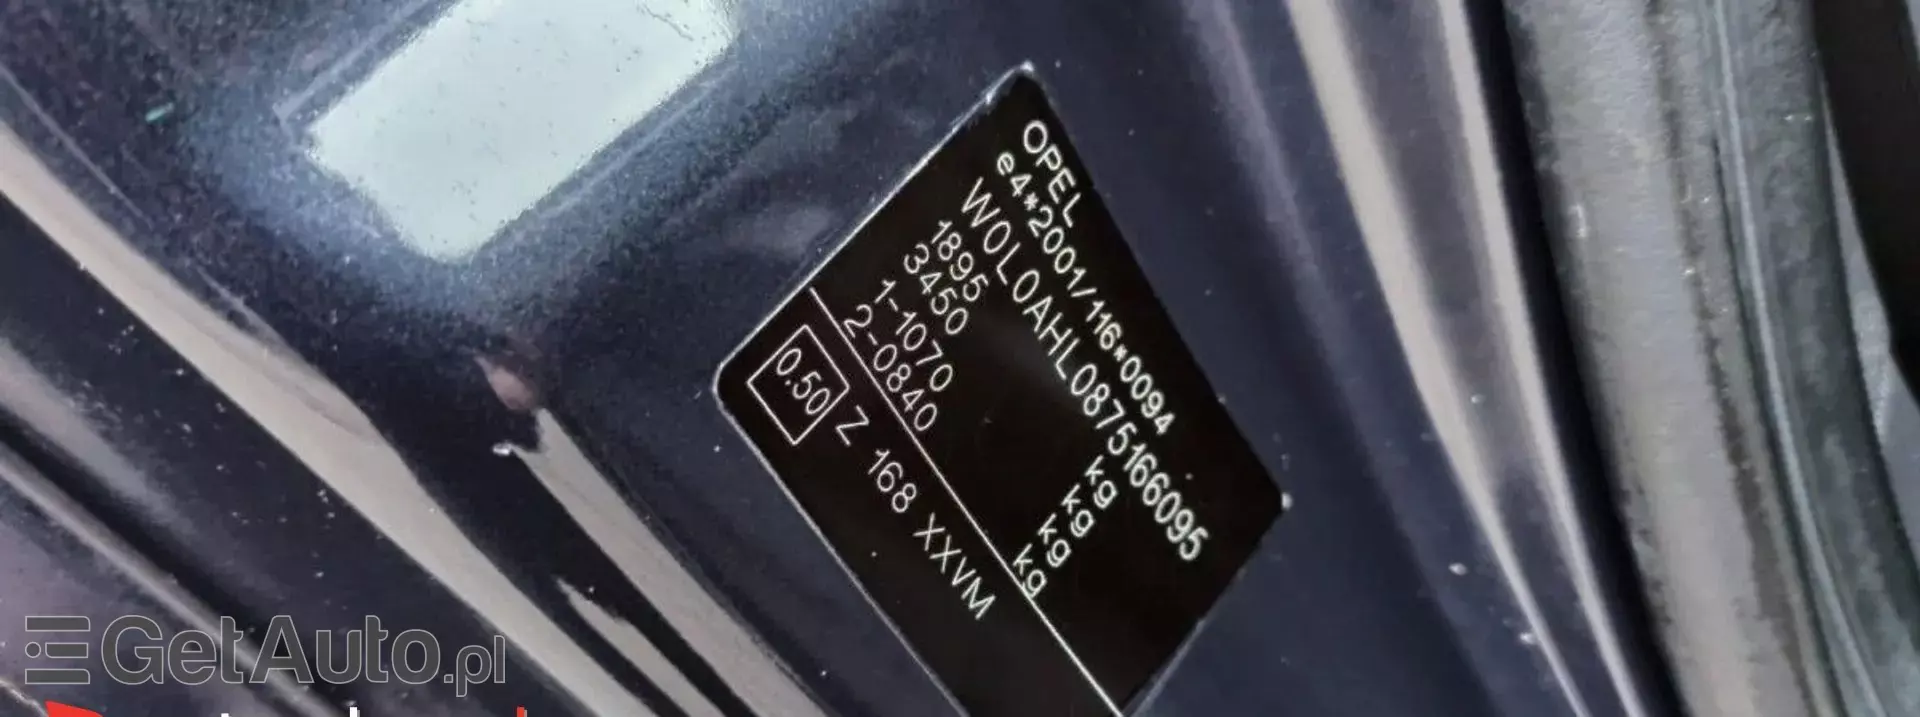 OPEL
e4*2001/116*0094
W0L0AHL0875166095
1895 kg
3450 kg
1-1070 kg
2-0840 kg
0.50 Z 168 XXVM
GetAuto.pl